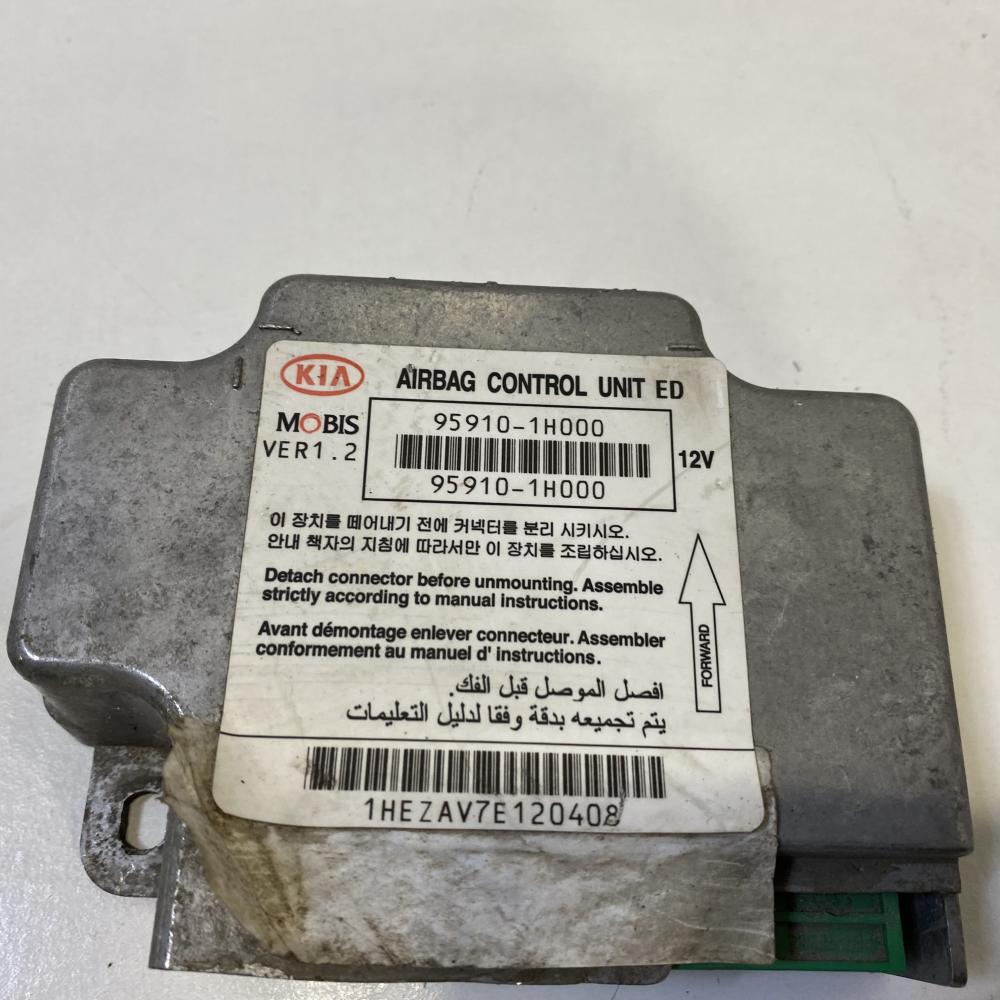 KIA AIRBAG CONTROL UNIT ED
MOBIS
VER1.2
95910-1H000
12V
95910-1H000
이 장치를 떼어내기 전에 커넥터를 분리 시키시오.
안내 책자의 지침에 따라서만 이 장치를 조립하십시오.
Detach connector before unmounting. Assemble
strictly according to manual instructions.
Avant démontage enlever connecteur. Assembler
conformement au manuel d' instructions.
افصل الموصل قبل الفك.
يتم تجميعه بدقة وفقا لدليل التعليمات
FORWARD
1HEZAV7E120408